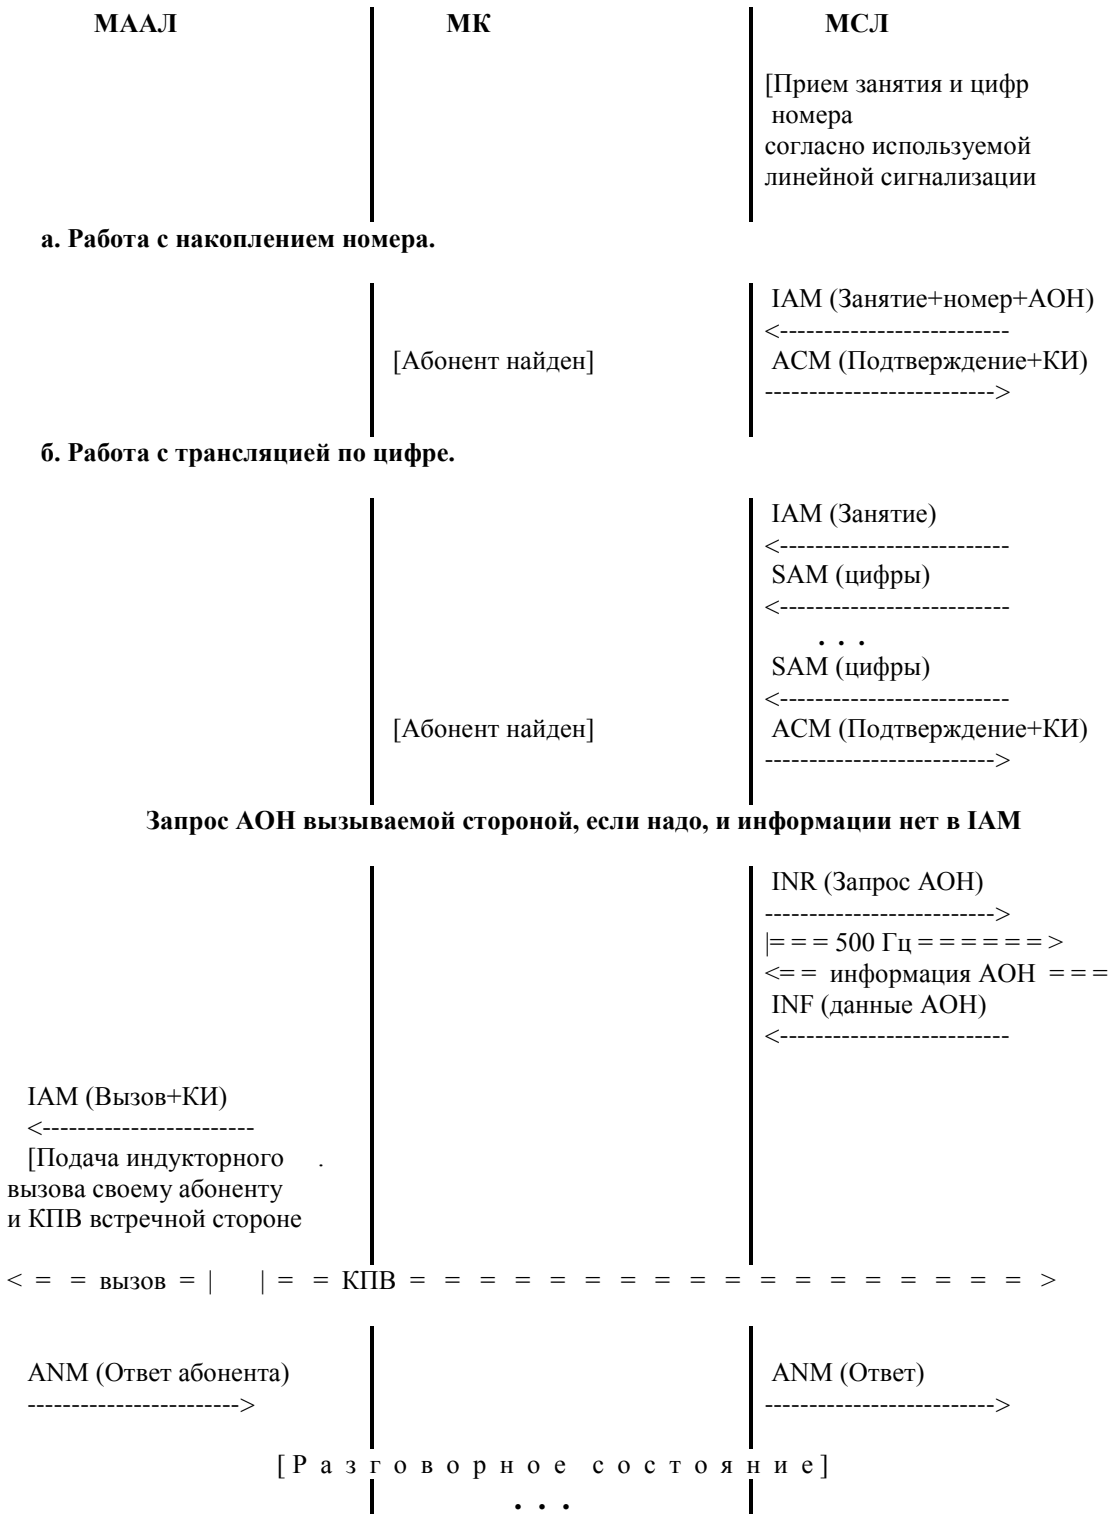 МААЛ МК МСЛ
[Прием занятия и цифр
номера
согласно используемой
линейной сигнализации
а. Работа с накоплением номера.
IAM (Занятие+номер+АОН)
<--------------------------
[Абонент найден] ACM (Подтверждение+КИ)
-------------------------->
б. Работа с трансляцией по цифре.
IAM (Занятие)
<--------------------------
SAM (цифры)
<--------------------------
. . .
SAM (цифры)
<--------------------------
[Абонент найден] ACM (Подтверждение+КИ)
-------------------------->
Запрос АОН вызываемой стороной, если надо, и информации нет в IAM
INR (Запрос АОН)
-------------------------->
|= = = 500 Гц = = = = = = >
<= = информация АОН = = =
INF (данные АОН)
<--------------------------
IAM (Вызов+КИ)
<------------------------
[Подача индукторного .
вызова своему абоненту
и КПВ встречной стороне
< = = вызов = | | = = КПВ = = = = = = = = = = = = = = = = = = >
ANM (Ответ абонента) ANM (Ответ)
------------------------> -------------------------->
[ Р а з г о в о р н о е с о с т о я н и е ]
. . .